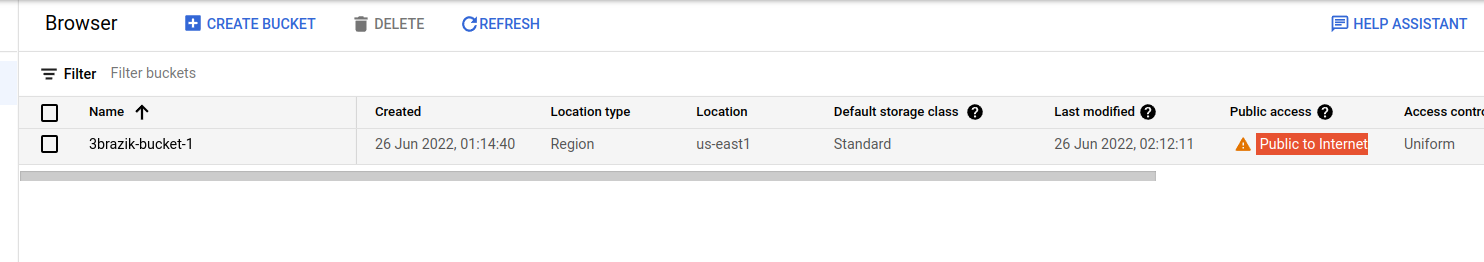 Browser CREATE BUCKET DELETE REFRESH HELP ASSISTANT
Filter Filter buckets
Name Created Location type Location Default storage class Last modified Public access Access contro
3brazik-bucket-1 26 Jun 2022, 01:14:40 Region us-east1 Standard 26 Jun 2022, 02:12:11 Public to Internet Uniform